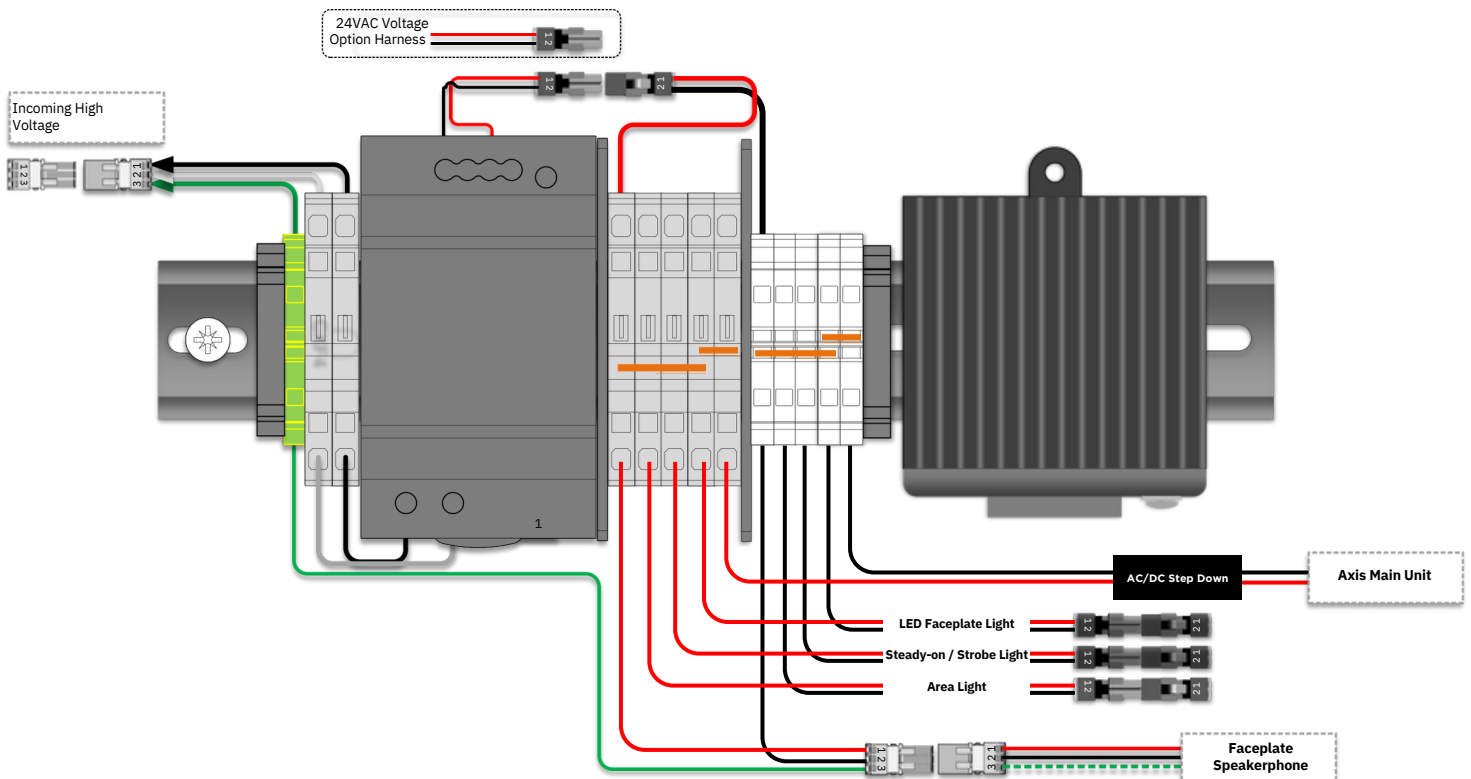 24VAC Voltage
Option Harness
1 2
1 2
2 1
Incoming High
Voltage
1 2 3
3 2 1
1
AC/DC Step Down
Axis Main Unit
LED Faceplate Light
1 2
2 1
Steady-on / Strobe Light
1 2
2 1
Area Light
1 2
2 1
1 2 3
3 2 1
Faceplate
Speakerphone